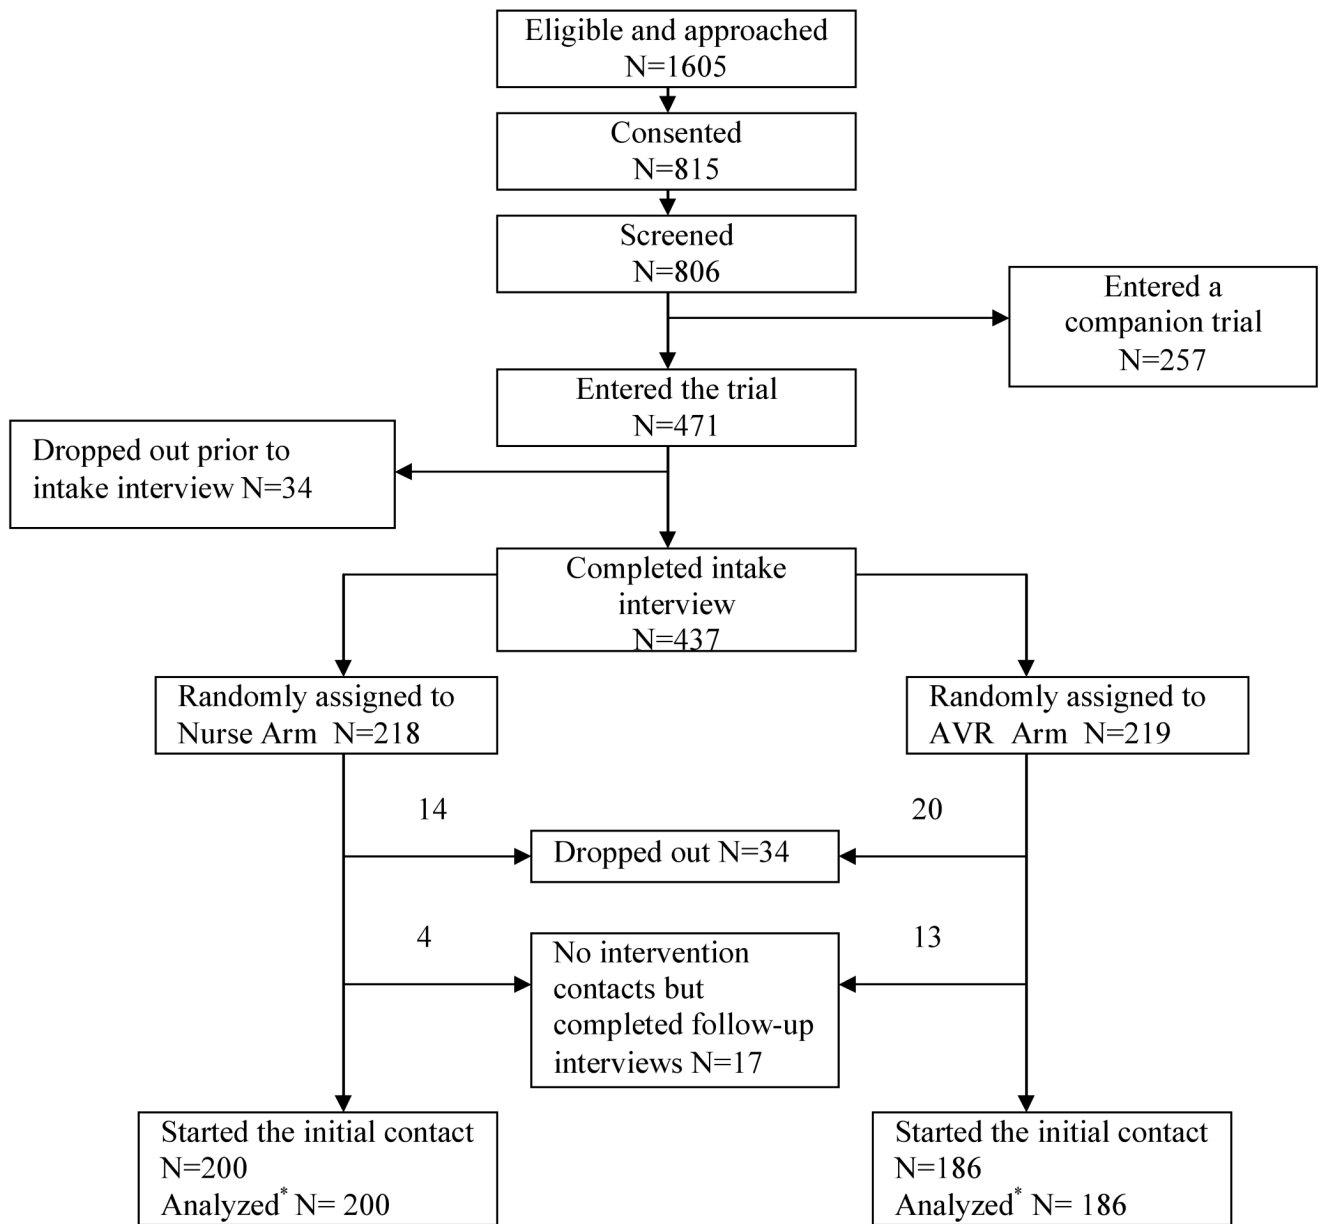 Eligible and approached
N=1605
Consented
N=815
Screened
N=806
Entered a
companion trial
N=257
Entered the trial
N=471
Dropped out prior to
intake interview N=34
Completed intake
interview
N=437
Randomly assigned to
Nurse Arm N=218
Randomly assigned to
AVR Arm N=219
14
20
Dropped out N=34
4
13
No intervention
contacts but
completed follow-up
interviews N=17
Started the initial contact
N=200
Analyzed* N= 200
Started the initial contact
N=186
Analyzed* N= 186